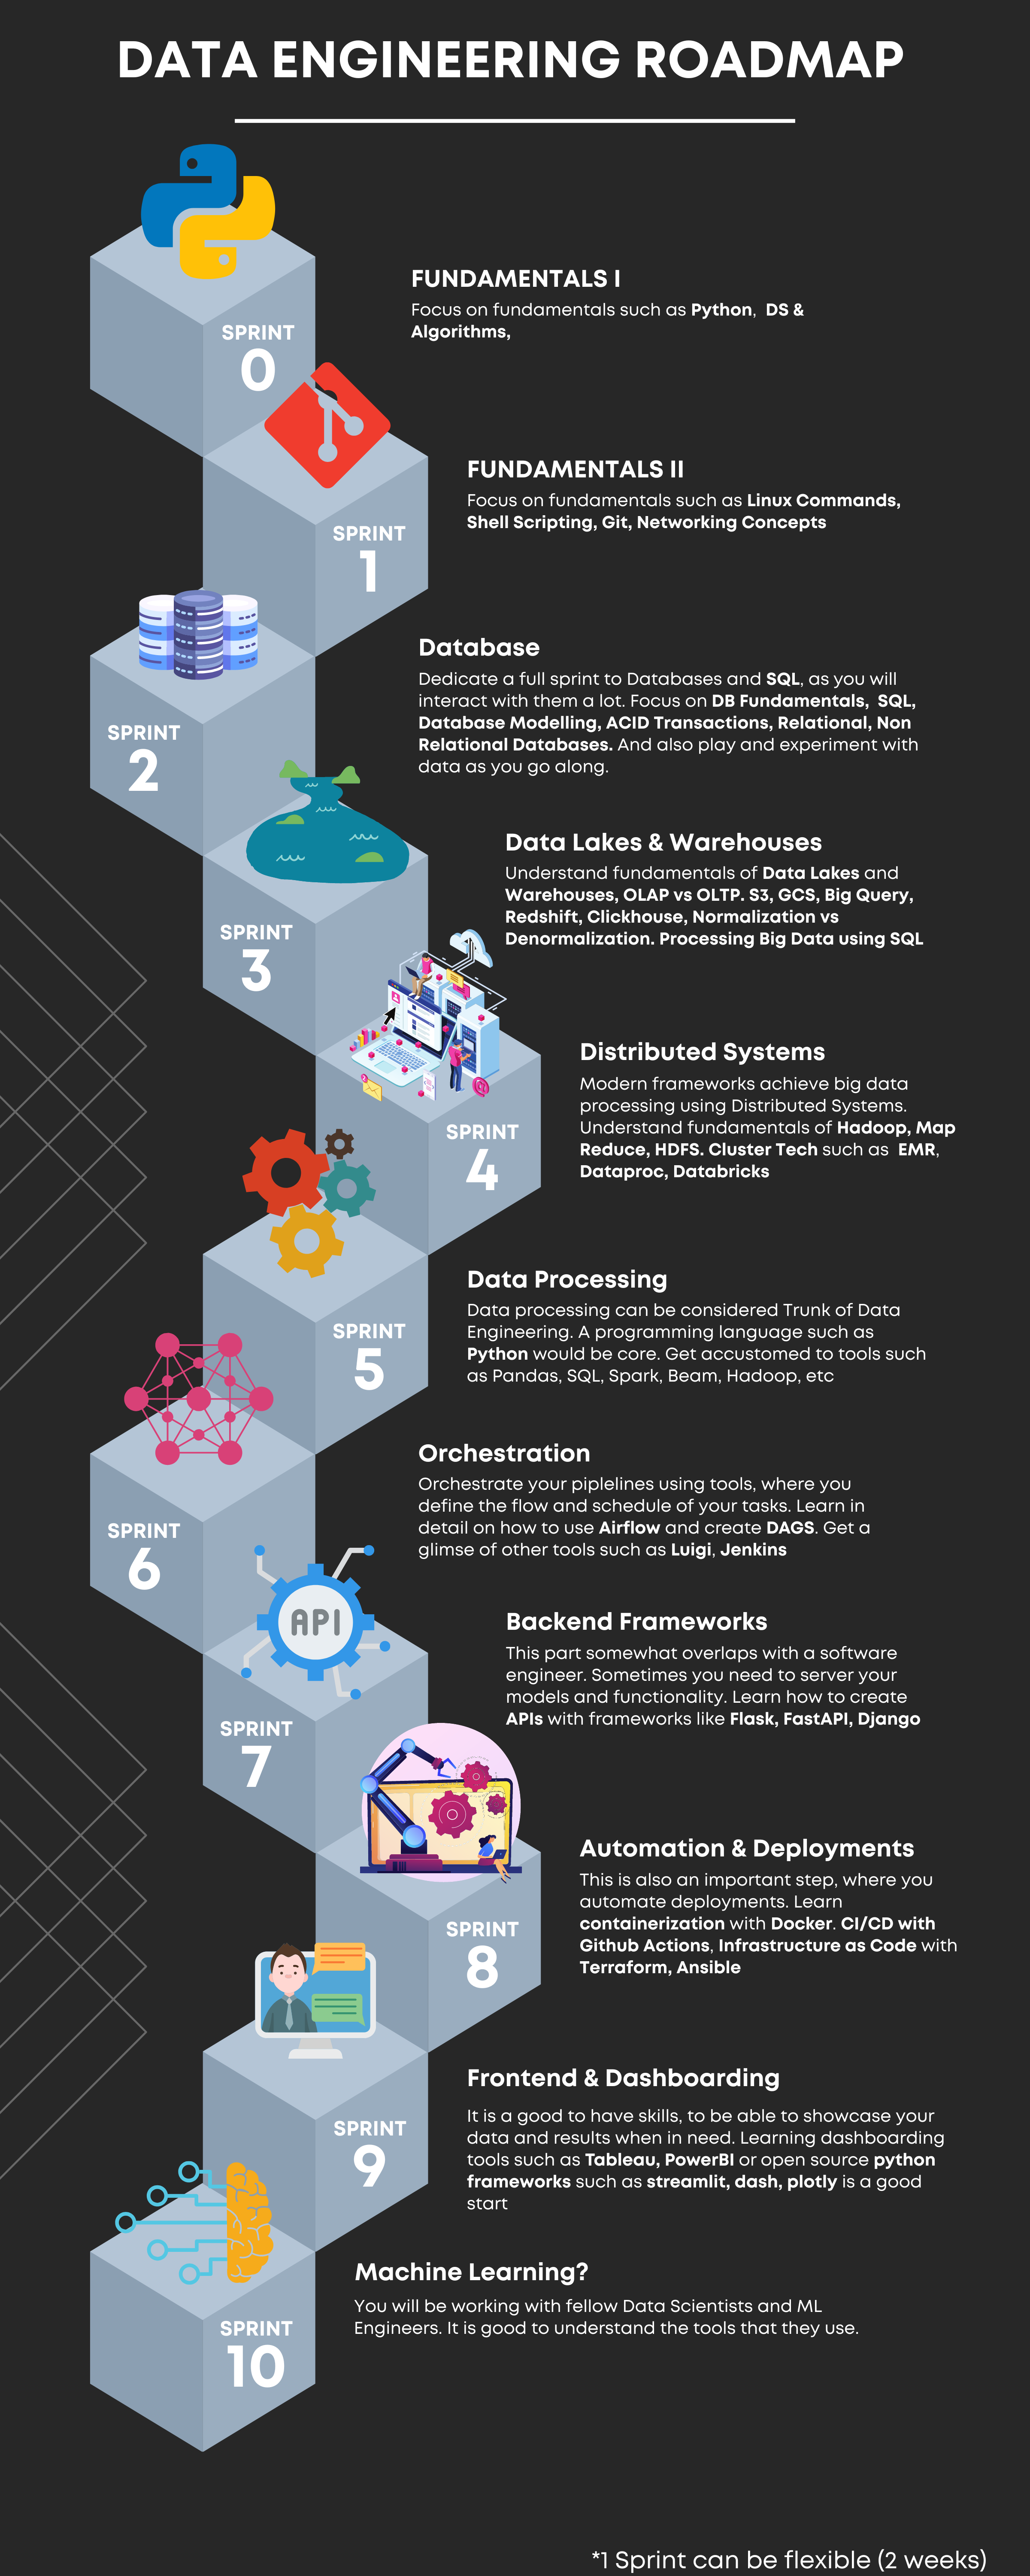 DATA ENGINEERING ROADMAP
SPRINT
0
FUNDAMENTALS I
Focus on fundamentals such as Python,  DS &
Algorithms,
SPRINT
1
FUNDAMENTALS II
Focus on fundamentals such as Linux Commands,
Shell Scripting, Git, Networking Concepts
SPRINT
2
Database
Dedicate a full sprint to Databases and SQL, as you will
interact with them a lot. Focus on DB Fundamentals,  SQL,
Database Modelling, ACID Transactions, Relational, Non
Relational Databases. And also play and experiment with
data as you go along.
SPRINT
3
Data Lakes & Warehouses
Understand fundamentals of Data Lakes and
Warehouses, OLAP vs OLTP. S3, GCS, Big Query,
Redshift, Clickhouse, Normalization vs
Denormalization. Processing Big Data using SQL
SPRINT
4
Distributed Systems
Modern frameworks achieve big data
processing using Distributed Systems.
Understand fundamentals of Hadoop, Map
Reduce, HDFS. Cluster Tech such as  EMR,
Dataproc, Databricks
SPRINT
5
Data Processing
Data processing can be considered Trunk of Data
Engineering. A programming language such as
Python would be core. Get accustomed to tools such
as Pandas, SQL, Spark, Beam, Hadoop, etc
SPRINT
6
Orchestration
Orchestrate your piplelines using tools, where you
define the flow and schedule of your tasks. Learn in
detail on how to use Airflow and create DAGS. Get a
glimse of other tools such as Luigi, Jenkins
API
SPRINT
7
Backend Frameworks
This part somewhat overlaps with a software
engineer. Sometimes you need to server your
models and functionality. Learn how to create
APIs with frameworks like Flask, FastAPI, Django
SPRINT
8
Automation & Deployments
This is also an important step, where you
automate deployments. Learn
containerization with Docker. CI/CD with
Github Actions, Infrastructure as Code with
Terraform, Ansible
SPRINT
9
Frontend & Dashboarding
It is a good to have skills, to be able to showcase your
data and results when in need. Learning dashboarding
tools such as Tableau, PowerBI or open source python
frameworks such as streamlit, dash, plotly is a good
start
SPRINT
10
Machine Learning?
You will be working with fellow Data Scientists and ML
Engineers. It is good to understand the tools that they use.
*1 Sprint can be flexible (2 weeks)